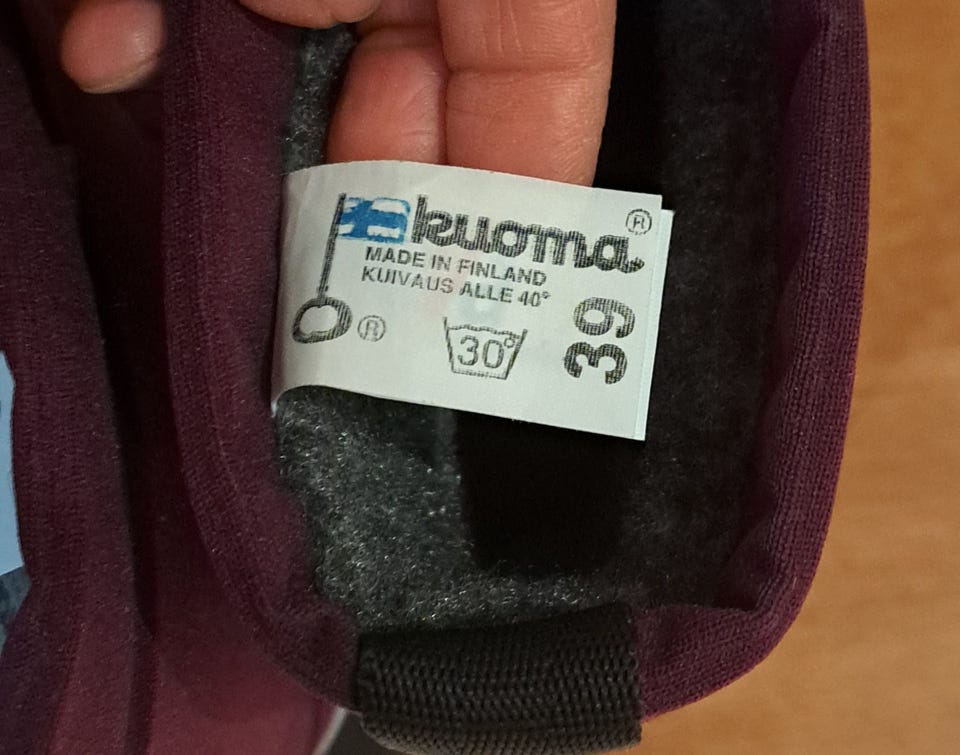 kuoma ®
MADE IN FINLAND
KUIVAUS ALLE 40°
®
30°
39